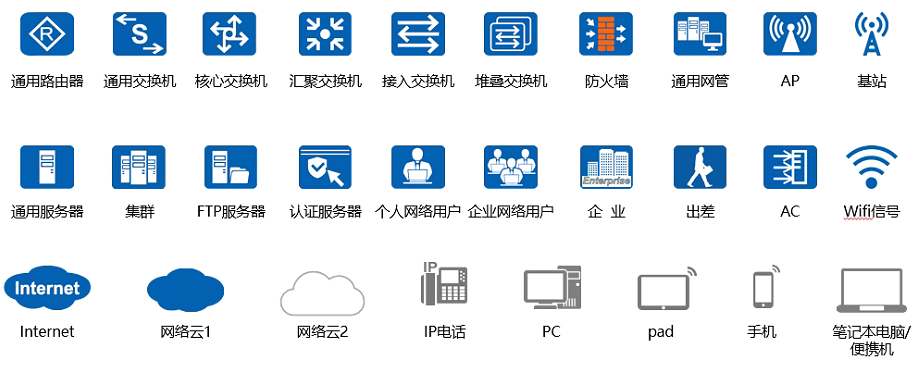 R
S
通用路由器 通用交换机 核心交换机 汇聚交换机 接入交换机 堆叠交换机 防火墙 通用网管 AP 基站
Enterprise
通用服务器 集群 FTP服务器 认证服务器 个人网络用户 企业网络用户 企 业 出差 AC Wifi信号
Internet
IP
Internet 网络云1 网络云2 IP电话 PC pad 手机 笔记本电脑/
便携机